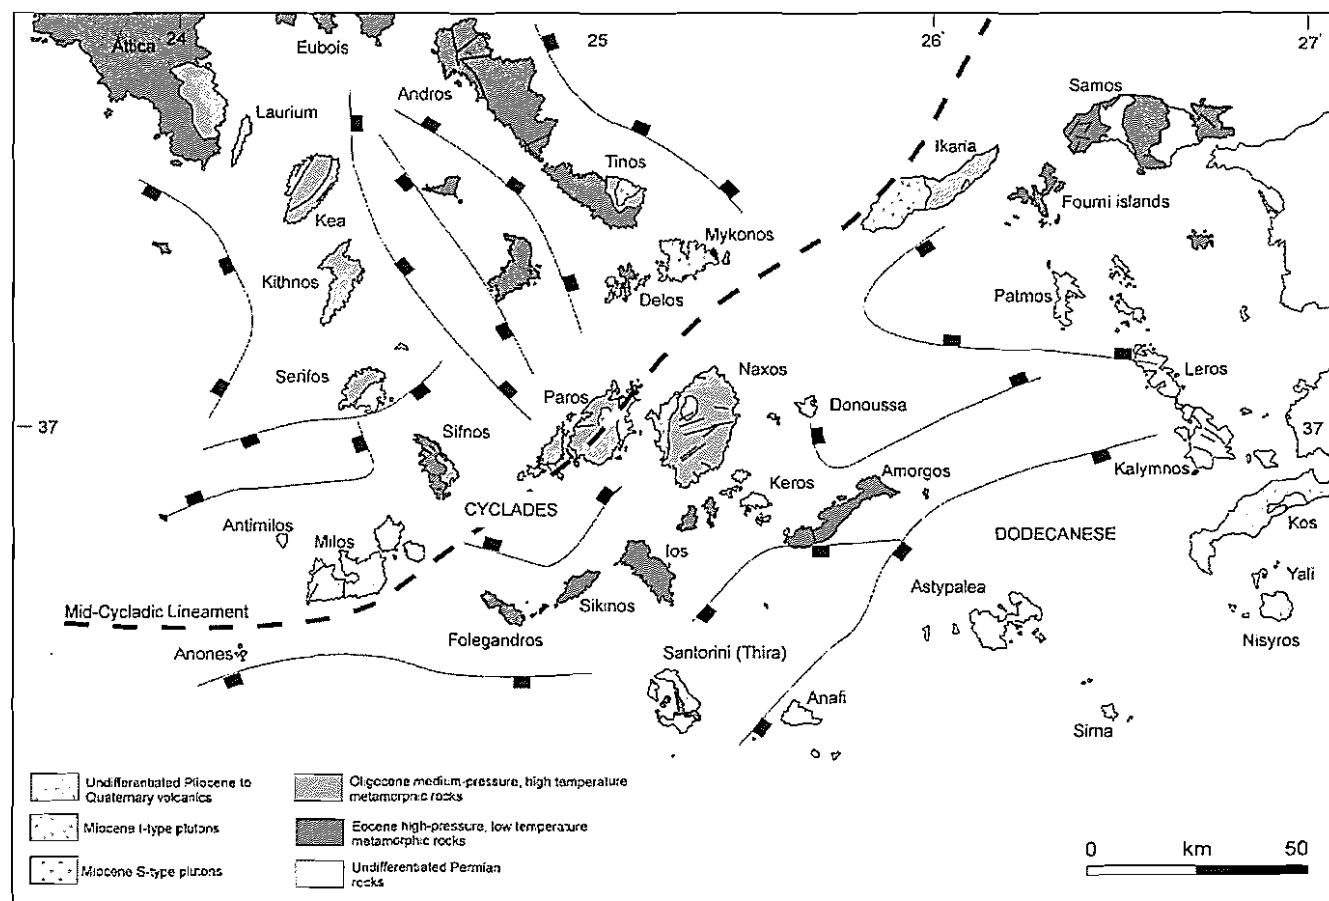 24
25
26'
27'
Attica
Eubois
Laurium
Andros
Samos
Ikaria
Tinos
Kea
Fourni islands
Mykonos
Kithnos
Delos
Patmos
Serifos
Naxos
Leros
Paros
Donoussa
37
37
Sifnos
Kalymnos
Amorgos
Keros
CYCLADES
Antimilos
Milos
Kos
DODECANESE
Ios
Yali
Astypalea
Sikinos
Mid-Cycladic Lineament
Folegandros
Nisyros
Anones
Santorini (Thira)
Anafi
Sirna
Undifferentiated Pliocene to
Quaternary volcanics
Miocene I-type plutons
Miocene S-type plutons
Oligocone medium-pressure, high temperature
metamorphic rocks
Eocene high-pressure, low temperature
metamorphic rocks
Undifferentiated Permian
rocks
0 km 50